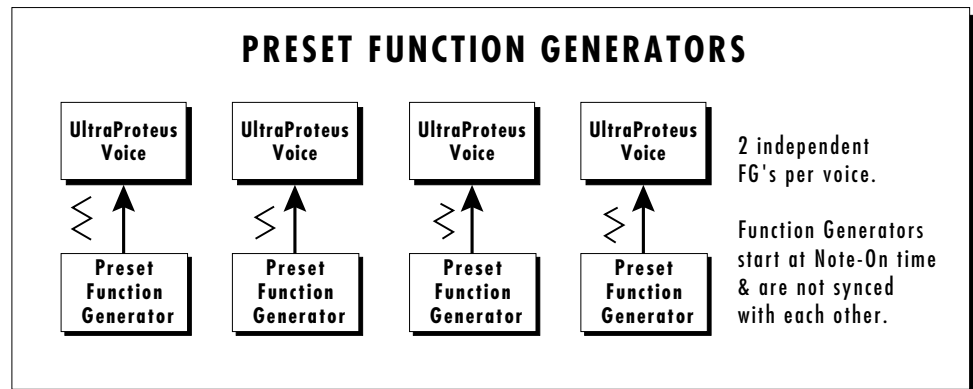 PRESET FUNCTION GENERATORS
UltraProteus
Voice
UltraProteus
Voice
UltraProteus
Voice
UltraProteus
Voice
2 independent
FG's per voice.
Function Generators
start at Note-On time
& are not synced
with each other.
Preset
Function
Generator
Preset
Function
Generator
Preset
Function
Generator
Preset
Function
Generator